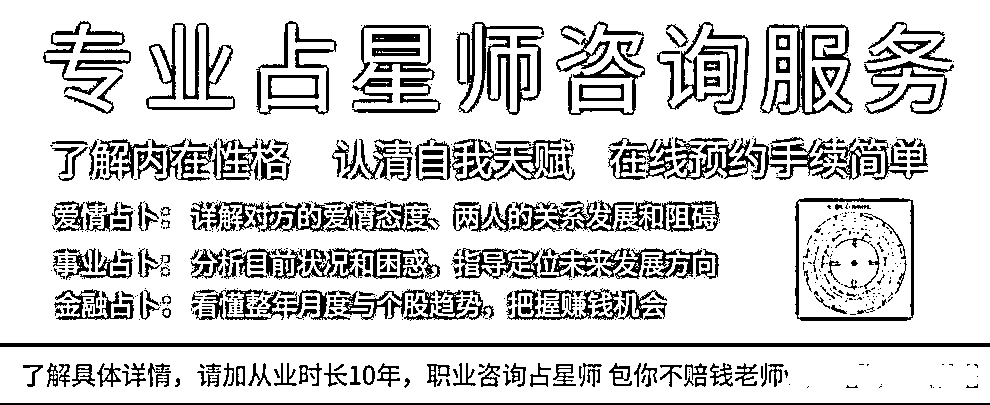 专业占星师咨询服务
了解内在性格 认清自我天赋 在线预约手续简单
爱情占卜：详解对方的爱情态度、两人的关系发展和阻碍
事业占卜：分析目前状况和困惑，指导定位未来发展方向
金融占卜：看懂整年月度与个股趋势，把握赚钱机会
了解具体详情，请加从业时长10年，职业咨询占星师 包你不赔钱老师